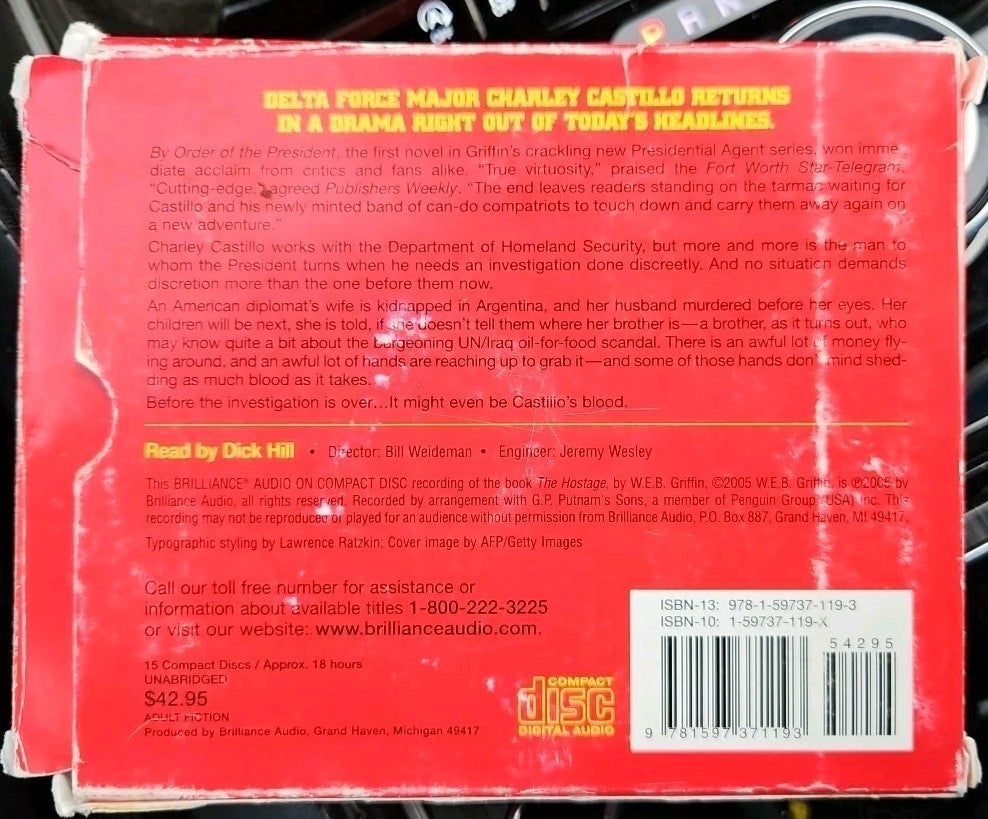 PARK
DELTA FORCE MAJOR CHARLEY CASTILLO RETURNS
IN A DRAMA RIGHT OUT OF TODAY'S HEADLINES.
By Order of the President, the first novel in Griffin's crackling new Presidential Agent series, won imme-
diate acclaim from critics and fans alike. "True virtuosity," praised the Fort Worth Star-Telegram.
"Cutting-edge," agreed Publishers Weekly. "The end leaves readers standing on the tarmac waiting for
Castillo and his newly minted band of can-do compatriots to touch down and carry them away again on
a new adventure."
Charley Castillo works with the Department of Homeland Security, but more and more is the man to
whom the President turns when he needs an investigation done discreetly. And no situation demands
discretion more than the one before them now.
An American diplomat's wife is kidnapped in Argentina, and her husband murdered before her eyes. Her
children will be next, she is told, if she doesn't tell them where her brother is—a brother, as it turns out, who
may know quite a bit about the burgeoning UN/Iraq oil-for-food scandal. There is an awful lot of money fly-
ing around, and an awful lot of hands are reaching up to grab it—and some of those hands don't mind shed-
ding as much blood as it takes.
Before the investigation is over...It might even be Castillo's blood.
Read by Dick Hill • Director: Bill Weideman • Engineer: Jeremy Wesley
This BRILLIANCE® AUDIO ON COMPACT DISC recording of the book The Hostage, by W.E.B. Griffin, ©2005 W.E.B. Griffin, is ℗2005 by
Brilliance Audio, all rights reserved. Recorded by arrangement with G.P. Putnam's Sons, a member of Penguin Group (USA) Inc. This
recording may not be reproduced or played for an audience without permission from Brilliance Audio, P.O. Box 887, Grand Haven, MI 49417.
Typographic styling by Lawrence Ratzkin; Cover image by AFP/Getty Images
Call our toll free number for assistance or
information about available titles 1-800-222-3225
or visit our website: www.brillianceaudio.com.
15 Compact Discs / Approx. 18 hours
UNABRIDGED
$42.95
ADULT FICTION
Produced by Brilliance Audio, Grand Haven, Michigan 49417
COMPACT
disc
DIGITAL AUDIO
ISBN-13: 978-1-59737-119-3
ISBN-10: 1-59737-119-X
54295
9 781597 371193